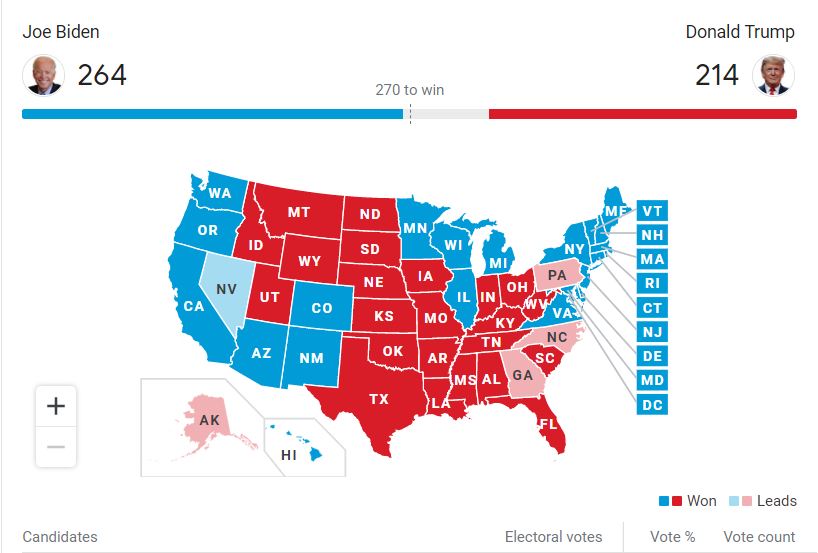 Joe Biden
Donald Trump
264
214
270 to win
WA
OR
CA
NV
ID
MT
WY
UT
AZ
CO
NM
ND
SD
NE
KS
OK
TX
MN
IA
MO
AR
LA
WI
IL
MI
IN
OH
KY
TN
MS
AL
GA
FL
SC
NC
VA
WV
PA
NY
ME
VT
NH
MA
RI
CT
NJ
DE
MD
DC
AK
HI
+
−
Won
Leads
Candidates
Electoral votes
Vote %
Vote count